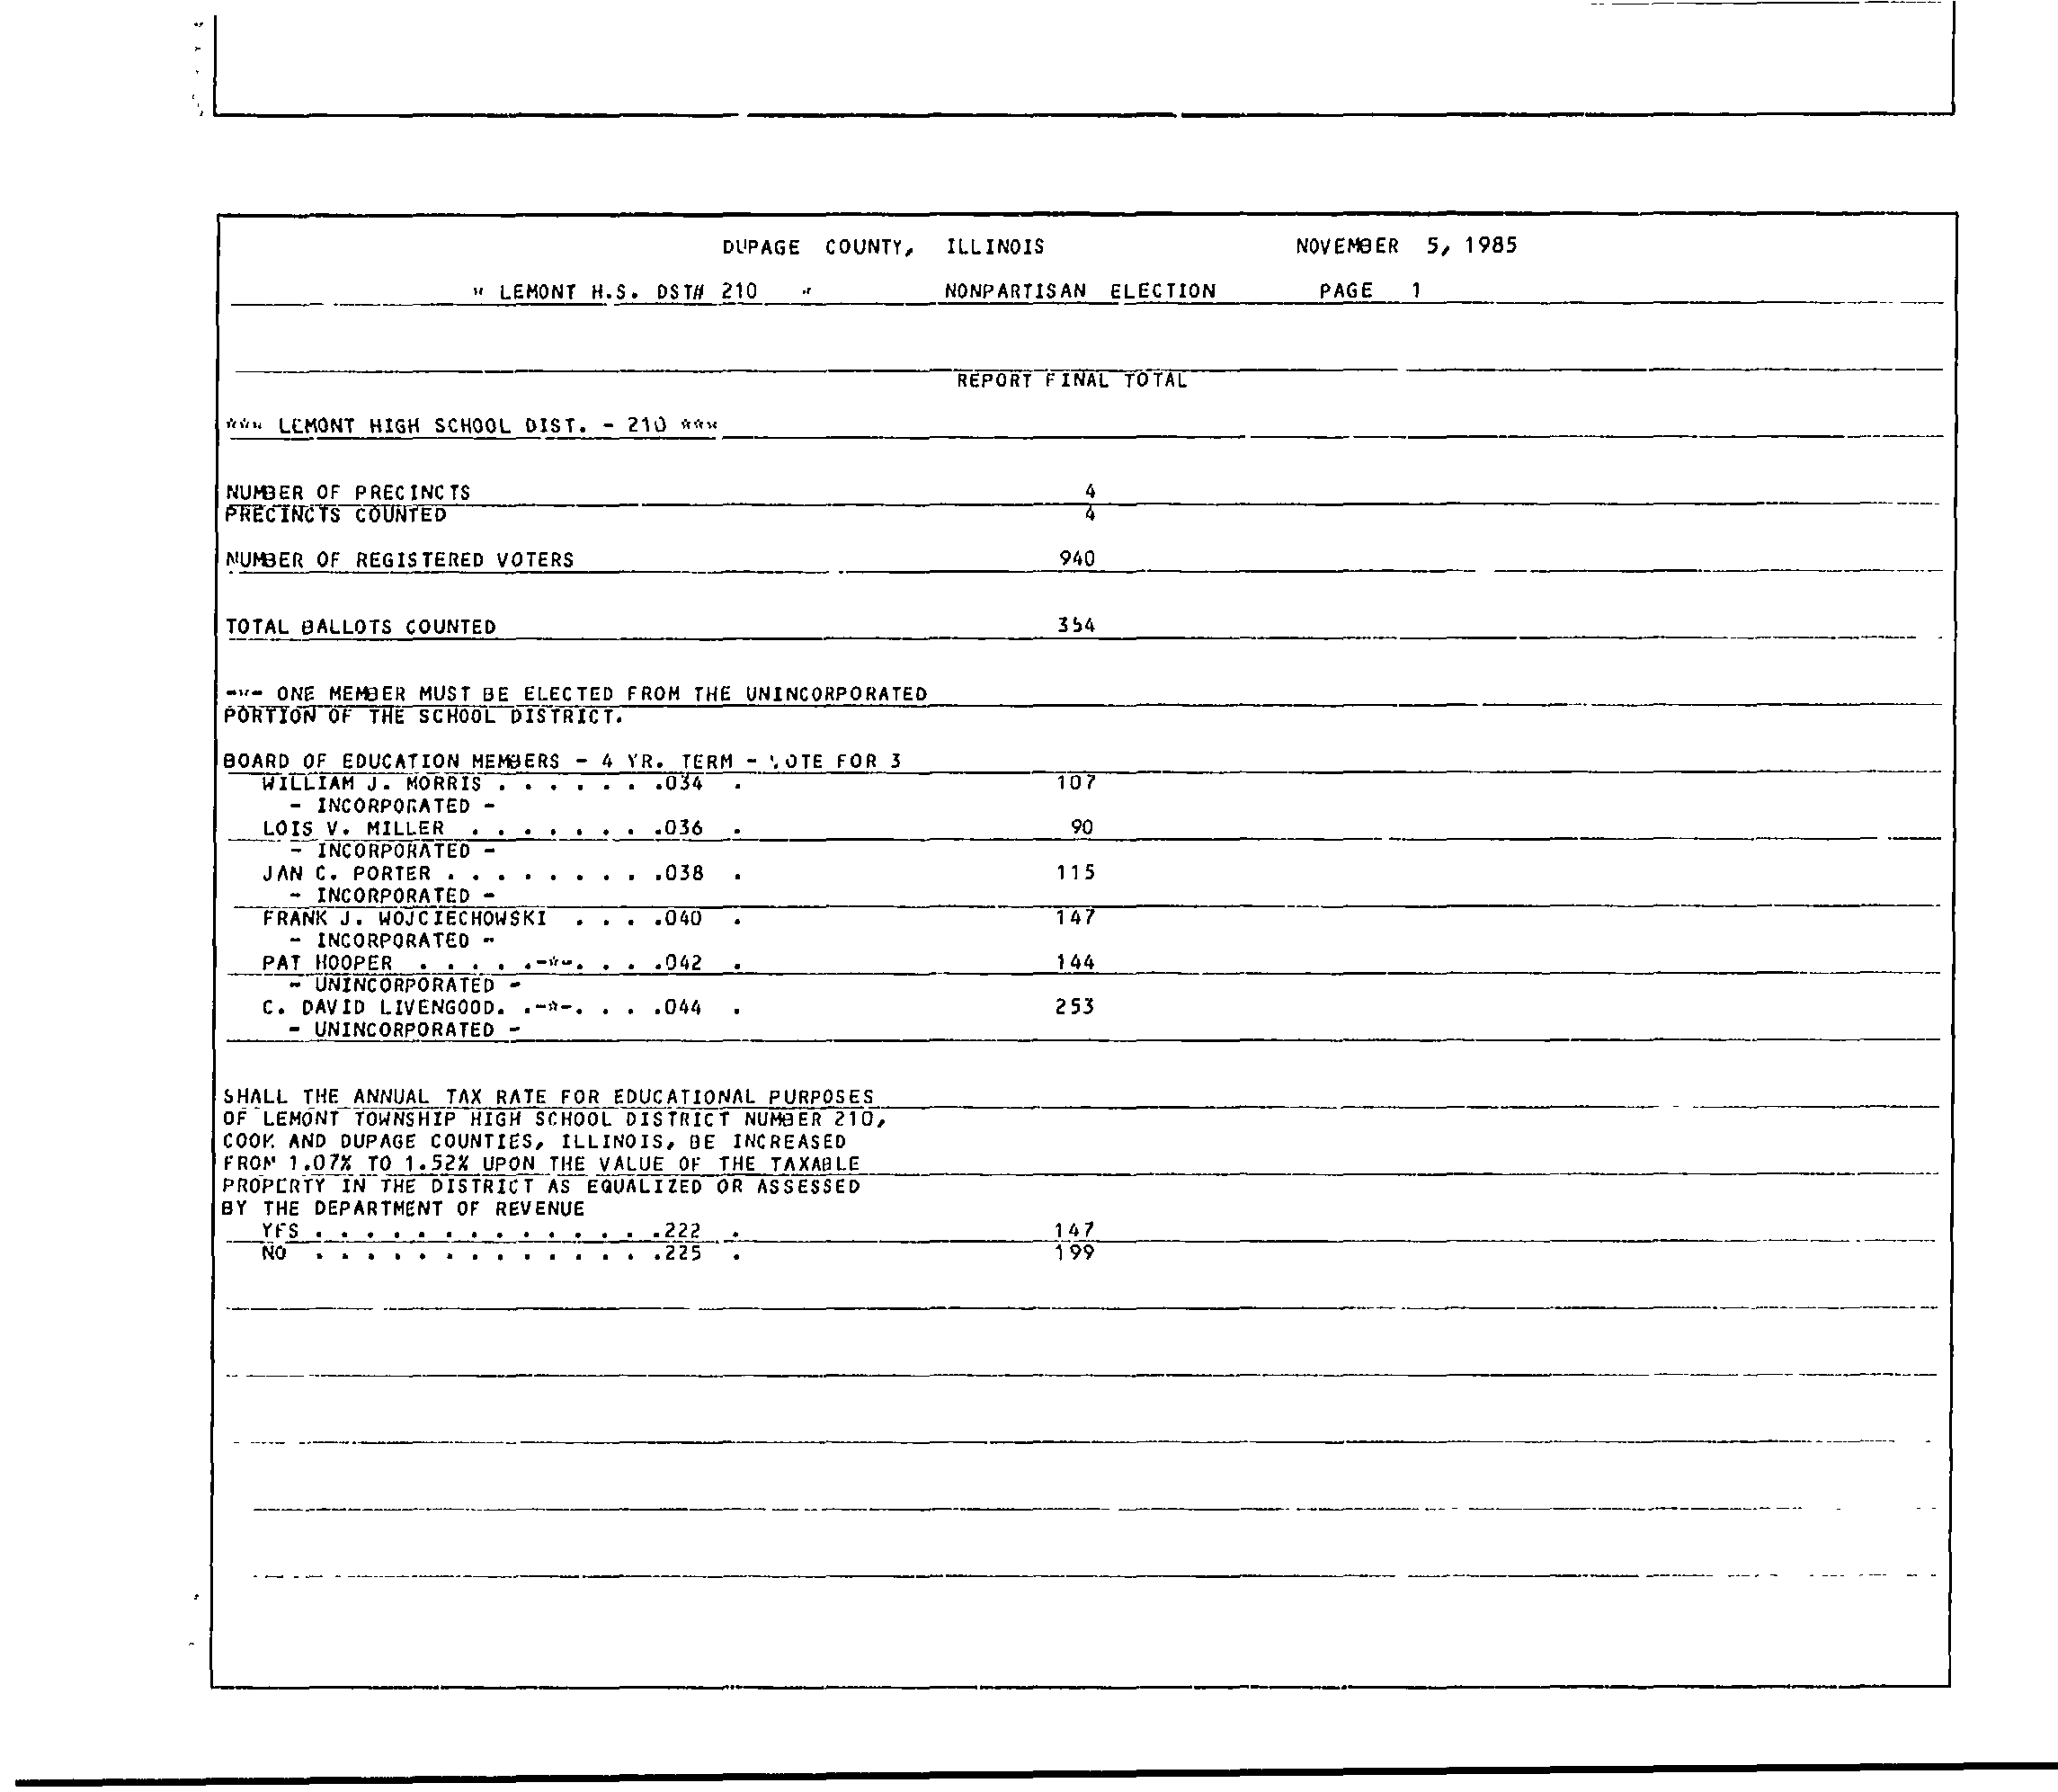 DUPAGE COUNTY, ILLINOIS NOVEMBER 5, 1985
" LEMONT H.S. DST# 210 " NONPARTISAN ELECTION PAGE 1
REPORT FINAL TOTAL
*** LEMONT HIGH SCHOOL DIST. - 210 ***
NUMBER OF PRECINCTS 4
PRECINCTS COUNTED 4
NUMBER OF REGISTERED VOTERS 940
TOTAL BALLOTS COUNTED 354
-*- ONE MEMBER MUST BE ELECTED FROM THE UNINCORPORATED
PORTION OF THE SCHOOL DISTRICT.
BOARD OF EDUCATION MEMBERS - 4 YR. TERM - VOTE FOR 3
WILLIAM J. MORRIS . . . . . . .034 . 107
- INCORPORATED -
LOIS V. MILLER . . . . . . . .036 . 90
- INCORPORATED -
JAN C. PORTER . . . . . . . . .038 . 115
- INCORPORATED -
FRANK J. WOJCIECHOWSKI . . . .040 . 147
- INCORPORATED -
PAT HOOPER . . . . .-*-. . . .042 . 144
- UNINCORPORATED -
C. DAVID LIVENGOOD. .-*-. . . .044 . 253
- UNINCORPORATED -
SHALL THE ANNUAL TAX RATE FOR EDUCATIONAL PURPOSES
OF LEMONT TOWNSHIP HIGH SCHOOL DISTRICT NUMBER 210,
COOK AND DUPAGE COUNTIES, ILLINOIS, BE INCREASED
FROM 1.07% TO 1.52% UPON THE VALUE OF THE TAXABLE
PROPERTY IN THE DISTRICT AS EQUALIZED OR ASSESSED
BY THE DEPARTMENT OF REVENUE
YES . . . . . . . . . . . . . .222 . 147
NO . . . . . . . . . . . . . .225 . 199